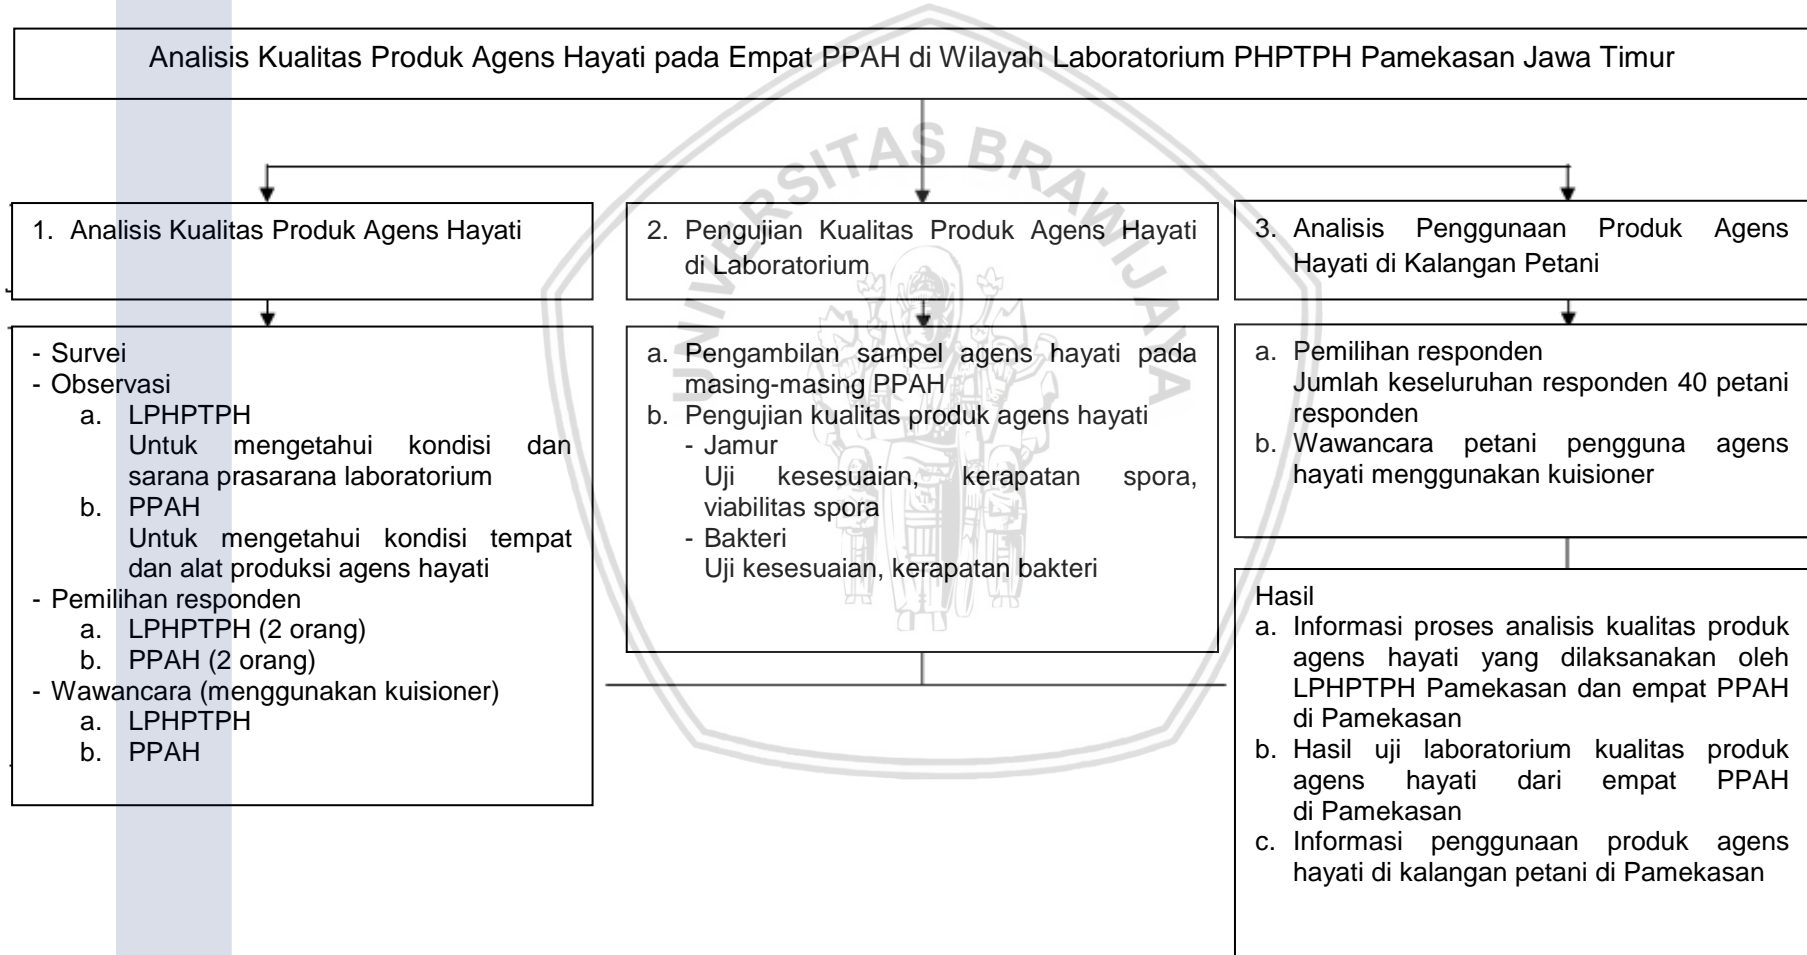 Analisis Kualitas Produk Agens Hayati pada Empat PPAH di Wilayah Laboratorium PHPTPH Pamekasan Jawa Timur
UNIVERSITAS BRAWIJAYA
1. Analisis Kualitas Produk Agens Hayati
2. Pengujian Kualitas Produk Agens Hayati
di Laboratorium
3. Analisis Penggunaan Produk Agens
Hayati di Kalangan Petani
- Survei
- Observasi
a. LPHPTPH
Untuk mengetahui kondisi dan
sarana prasarana laboratorium
b. PPAH
Untuk mengetahui kondisi tempat
dan alat produksi agens hayati
- Pemilihan responden
a. LPHPTPH (2 orang)
b. PPAH (2 orang)
- Wawancara (menggunakan kuisioner)
a. LPHPTPH
b. PPAH
a. Pengambilan sampel agens hayati pada
masing-masing PPAH
b. Pengujian kualitas produk agens hayati
- Jamur
Uji kesesuaian, kerapatan spora,
viabilitas spora
- Bakteri
Uji kesesuaian, kerapatan bakteri
a. Pemilihan responden
Jumlah keseluruhan responden 40 petani
responden
b. Wawancara petani pengguna agens
hayati menggunakan kuisioner
Hasil
a. Informasi proses analisis kualitas produk
agens hayati yang dilaksanakan oleh
LPHPTPH Pamekasan dan empat PPAH
di Pamekasan
b. Hasil uji laboratorium kualitas produk
agens hayati dari empat PPAH
di Pamekasan
c. Informasi penggunaan produk agens
hayati di kalangan petani di Pamekasan